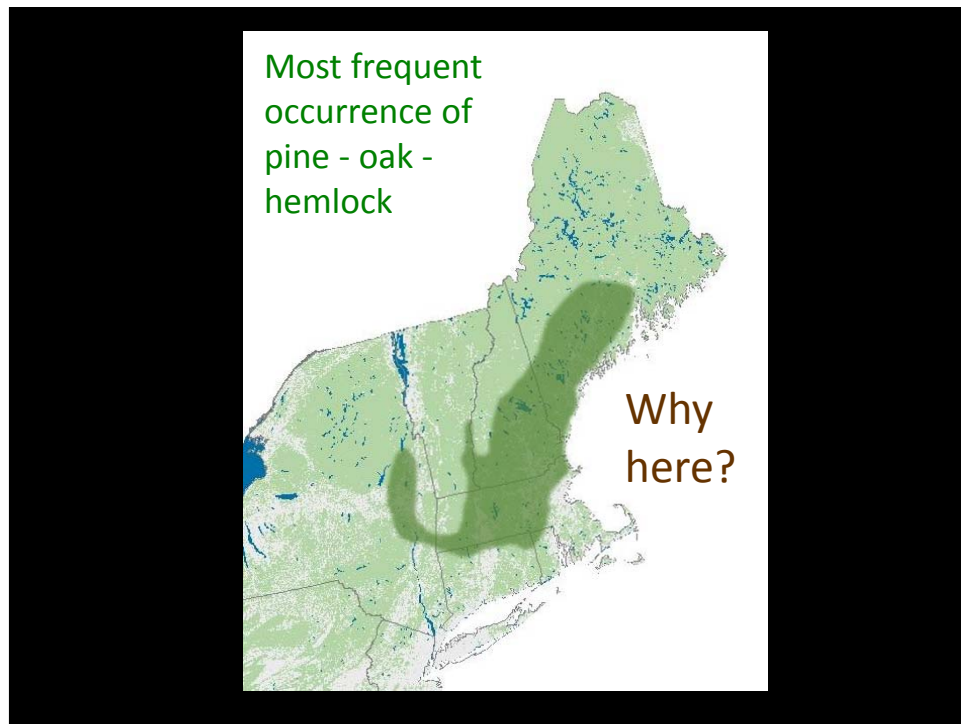 Most frequent
occurrence of
pine - oak -
hemlock
Why
here?